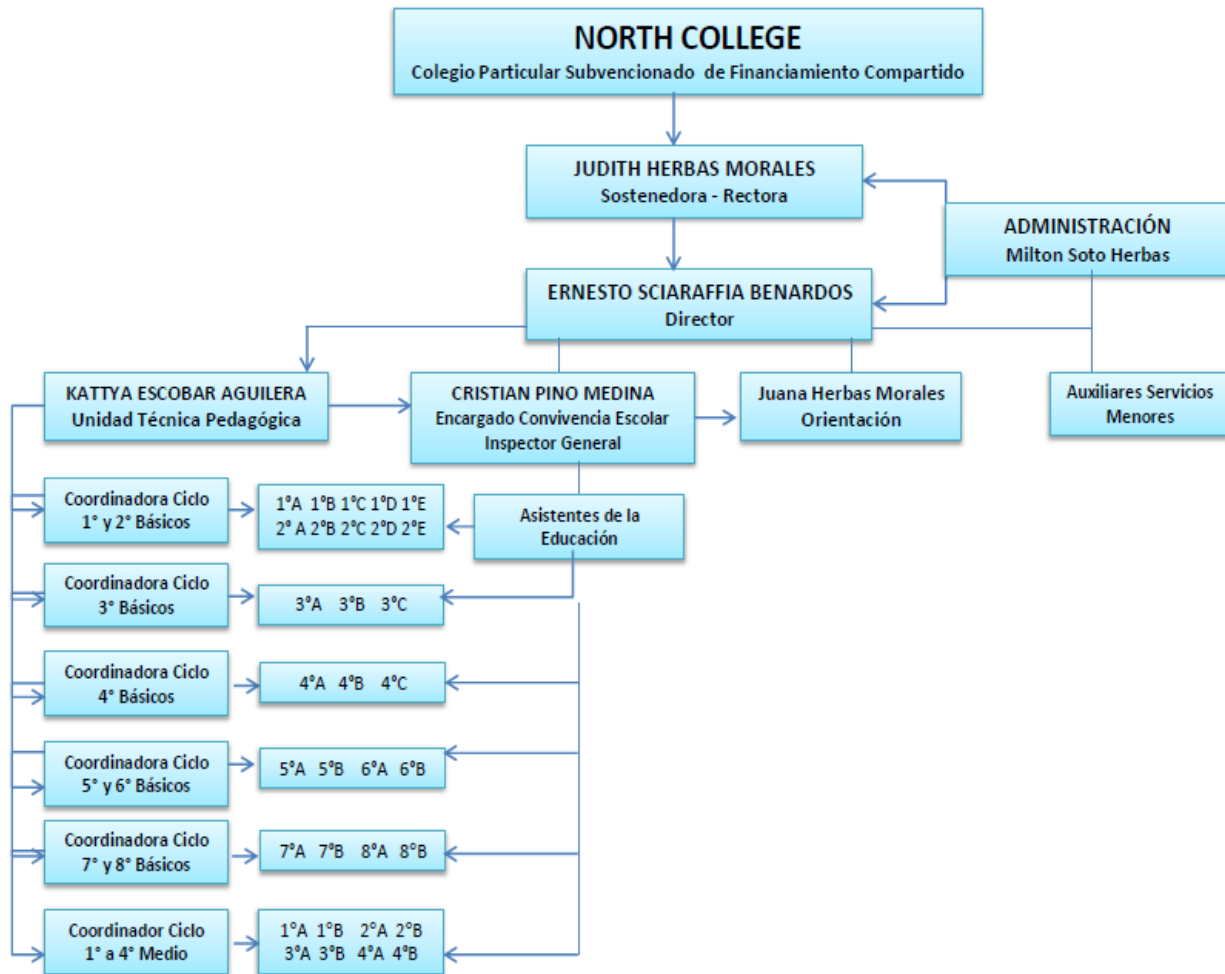 NORTH COLLEGE
Colegio Particular Subvencionado de Financiamiento Compartido
JUDITH HERBAS MORALES
Sostenedora - Rectora
ADMINISTRACIÓN
Milton Soto Herbas
ERNESTO SCIARAFFIA BENARDOS
Director
KATTYA ESCOBAR AGUILERA
Unidad Técnica Pedagógica
CRISTIAN PINO MEDINA
Encargado Convivencia Escolar
Inspector General
Juana Herbas Morales
Orientación
Auxiliares Servicios
Menores
Coordinadora Ciclo
1° y 2° Básicos
1°A 1°B 1°C 1°D 1°E
2° A 2°B 2°C 2°D 2°E
Asistentes de la
Educación
Coordinadora Ciclo
3° Básicos
3°A 3°B 3°C
Coordinadora Ciclo
4° Básicos
4°A 4°B 4°C
Coordinadora Ciclo
5° y 6° Básicos
5°A 5°B 6°A 6°B
Coordinadora Ciclo
7° y 8° Básicos
7°A 7°B 8°A 8°B
Coordinador Ciclo
1° a 4° Medio
1°A 1°B 2°A 2°B
3°A 3°B 4°A 4°B